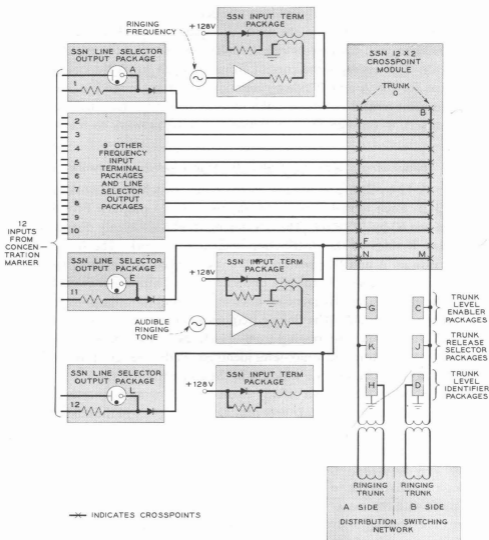 RINGING
FREQUENCY
+128V
SSN INPUT TERM
PACKAGE
SSN LINE SELECTOR
OUTPUT PACKAGE
A
1
SSN 12 X 2
CROSSPOINT
MODULE
TRUNK
0
B
2
3
4
5
6
7
8
9
10
9 OTHER
FREQUENCY
INPUT
TERMINAL
PACKAGES
AND LINE
SELECTOR
OUTPUT
PACKAGES
12
INPUTS
FROM
CONCEN-
TRATION
MARKER
SSN LINE SELECTOR
OUTPUT PACKAGE
E
11
+128V
SSN INPUT TERM
PACKAGE
AUDIBLE
RINGING
TONE
F
N
M
G
C
TRUNK
LEVEL
ENABLER
PACKAGES
K
J
TRUNK
RELEASE
SELECTOR
PACKAGES
H
D
TRUNK
LEVEL
IDENTIFIER
PACKAGES
SSN LINE SELECTOR
OUTPUT PACKAGE
L
12
+128V
SSN INPUT TERM
PACKAGE
RINGING
TRUNK
A SIDE
RINGING
TRUNK
B SIDE
DISTRIBUTION SWITCHING
NETWORK
INDICATES CROSSPOINTS